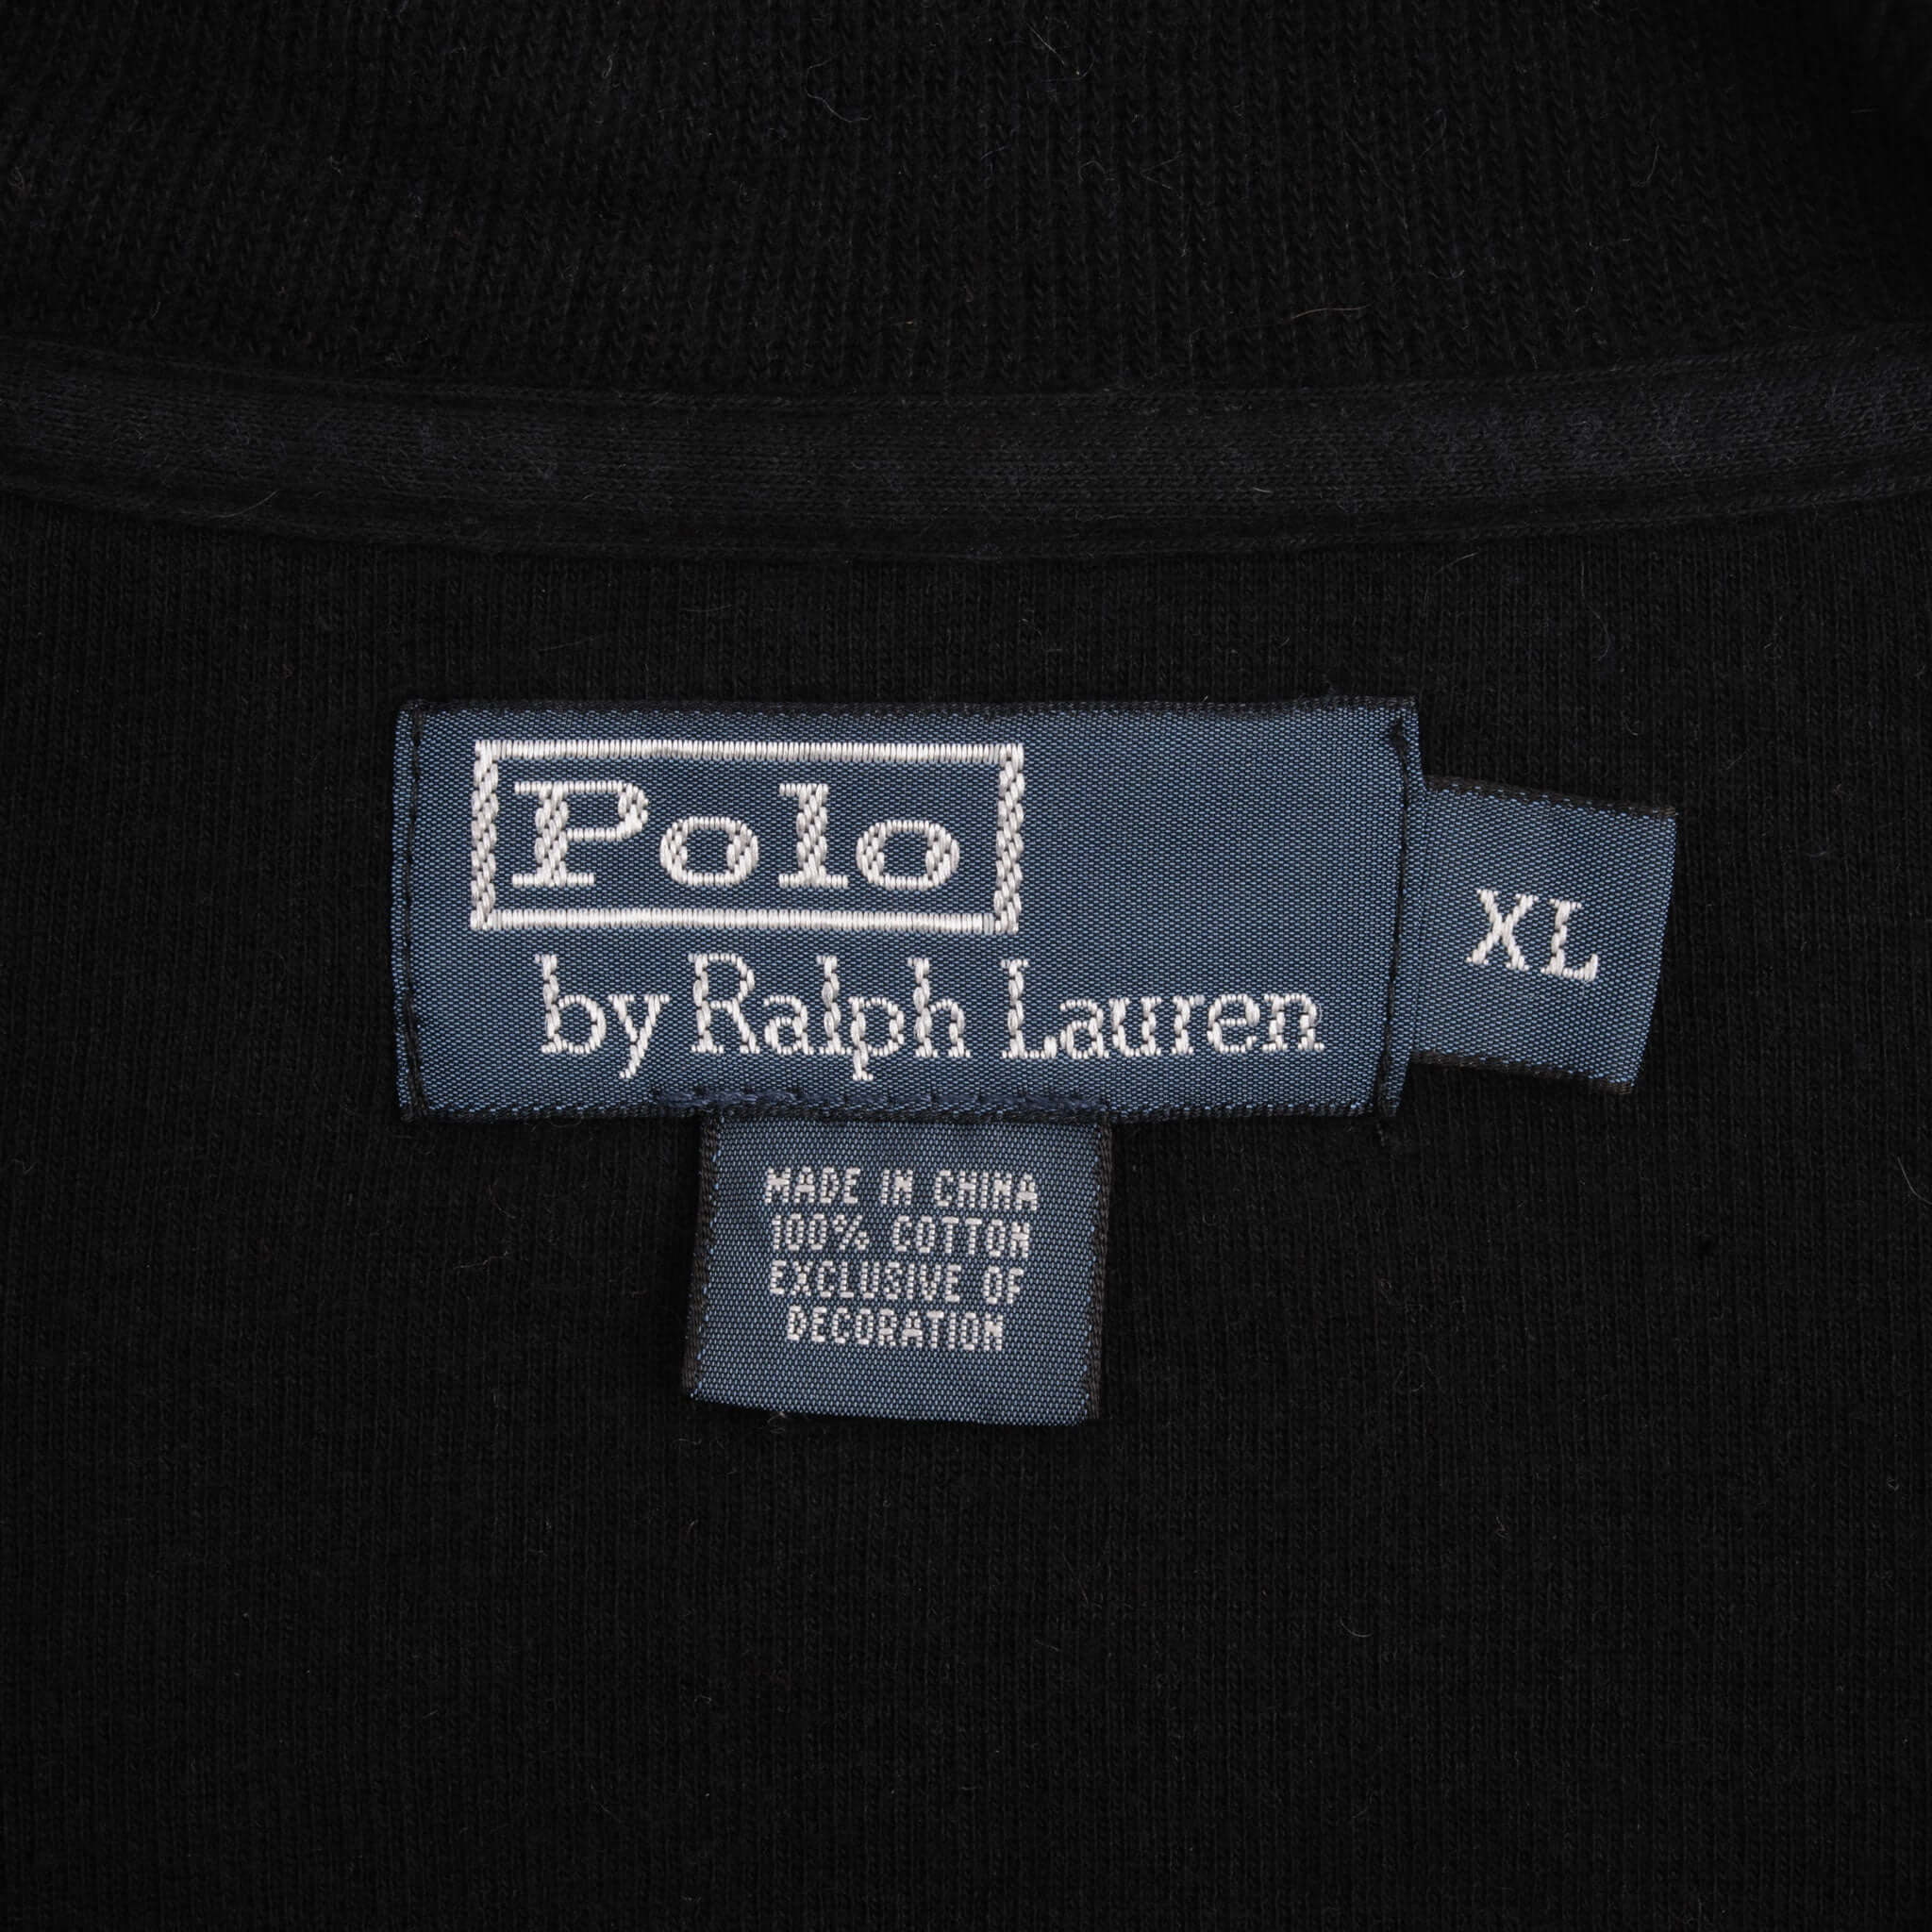 Polo
by Ralph Lauren
XL
MADE IN CHINA
100% COTTON
EXCLUSIVE OF
DECORATION